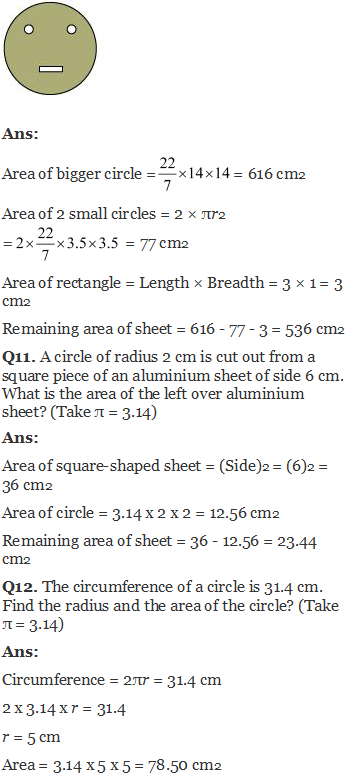 Ans:
Area of bigger circle = 22/7 ×14×14 = 616 cm2
Area of 2 small circles = 2 × πr2
= 2× 22/7 ×3.5×3.5 = 77 cm2
Area of rectangle = Length × Breadth = 3 × 1 = 3
cm2
Remaining area of sheet = 616 - 77 - 3 = 536 cm2
Q11. A circle of radius 2 cm is cut out from a
square piece of an aluminium sheet of side 6 cm.
What is the area of the left over aluminium
sheet? (Take π = 3.14)
Ans:
Area of square-shaped sheet = (Side)2 = (6)2 =
36 cm2
Area of circle = 3.14 x 2 x 2 = 12.56 cm2
Remaining area of sheet = 36 - 12.56 = 23.44
cm2
Q12. The circumference of a circle is 31.4 cm.
Find the radius and the area of the circle? (Take
π = 3.14)
Ans:
Circumference = 2πr = 31.4 cm
2 x 3.14 x r = 31.4
r = 5 cm
Area = 3.14 x 5 x 5 = 78.50 cm2